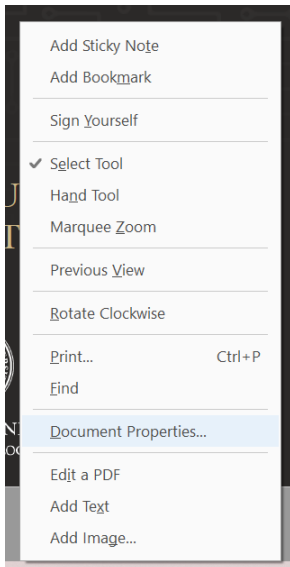 Add Sticky Note
Add Bookmark
Sign Yourself
Select Tool
Hand Tool
Marquee Zoom
Previous View
Rotate Clockwise
Print... Ctrl+P
Find
Document Properties...
Edit a PDF
Add Text
Add Image...